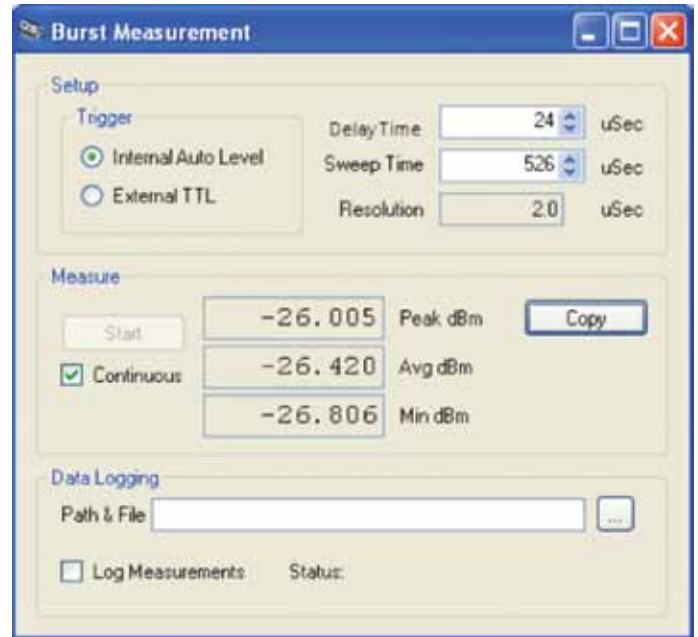 Burst Measurement
Setup
Trigger
Internal Auto Level
External TTL
Delay Time 24 uSec
Sweep Time 526 uSec
Resolution 2.0 uSec
Measure
Start
Continuous
-26.005 Peak dBm
-26.420 Avg dBm
-26.806 Min dBm
Copy
Data Logging
Path & File
...
Log Measurements Status: